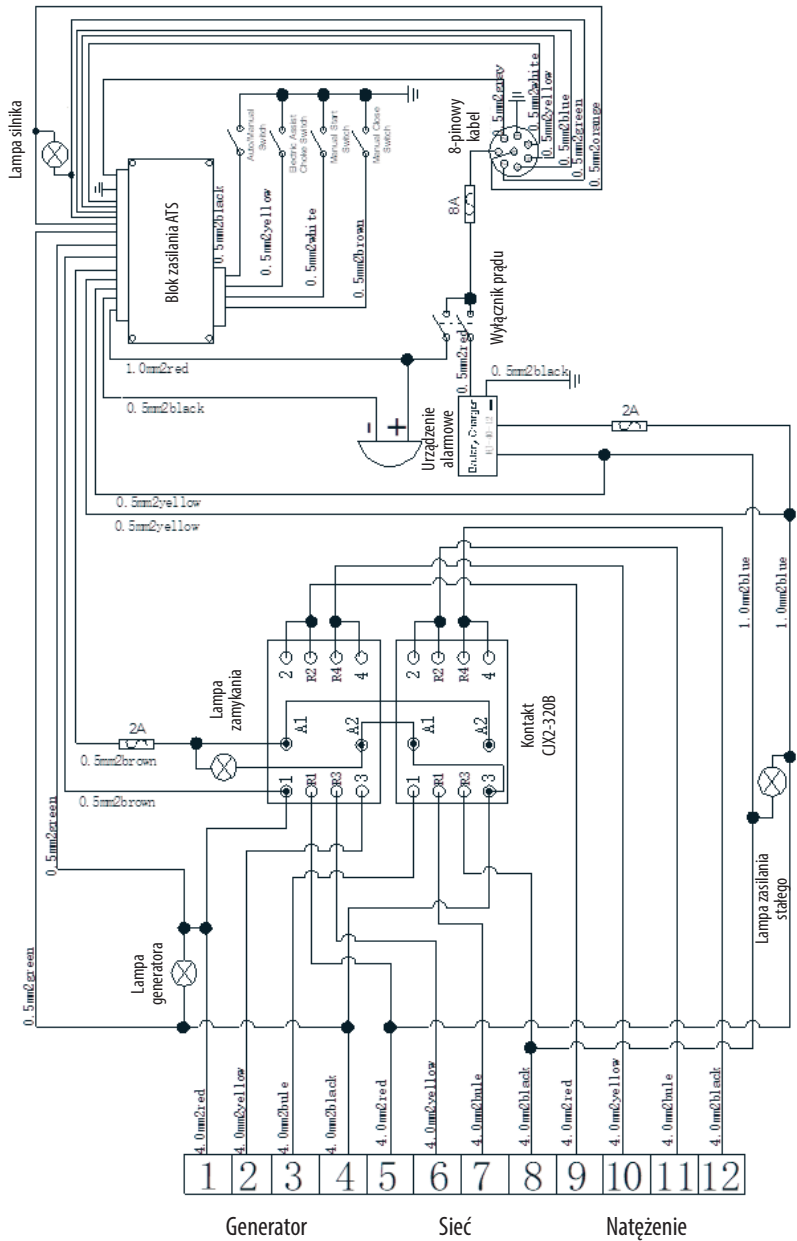 Lampa silnika
Blok zasilania ATS
0.5mm2black
0.5mm2yellow
0.5mm2white
0.5mm2brown
Auto/Manual
Switch
Electric Assist
Choke Switch
Manual Start
Switch
Manual Close
Switch
8-pinowy
kabel
0.5mm2gray
0.5mm2white
0.5mm2yellow
0.5mm2blue
0.5mm2green
0.5mm2orange
8A
Wyłącznik prądu
1.0mm2red
0.5mm2black
- +
Urządzenie
alarmowe
0.5mm2red
0.5mm2black
Battery Charger
2A
0.5mm2yellow
0.5mm2yellow
1.0mm2blue
1.0mm2blue
Lampa
zamykania
2A
0.5mm2brown
0.5mm2brown
2 R2 R4 4
A1 A2
1 R1 R3 3
2 R2 R4 4
A1 A2
1 R1 R3 3
Kontakt
CJX2-320B
0.5mm2green
0.5mm2green
Lampa
generatora
Lampa zasilania
stałego
4.0mm2red
4.0mm2yellow
4.0mm2bule
4.0mm2black
4.0mm2red
4.0mm2yellow
4.0mm2bule
4.0mm2black
4.0mm2red
4.0mm2yellow
4.0mm2bule
4.0mm2black
1 2 3 4 5 6 7 8 9 10 11 12
Generator Sieć Natężenie